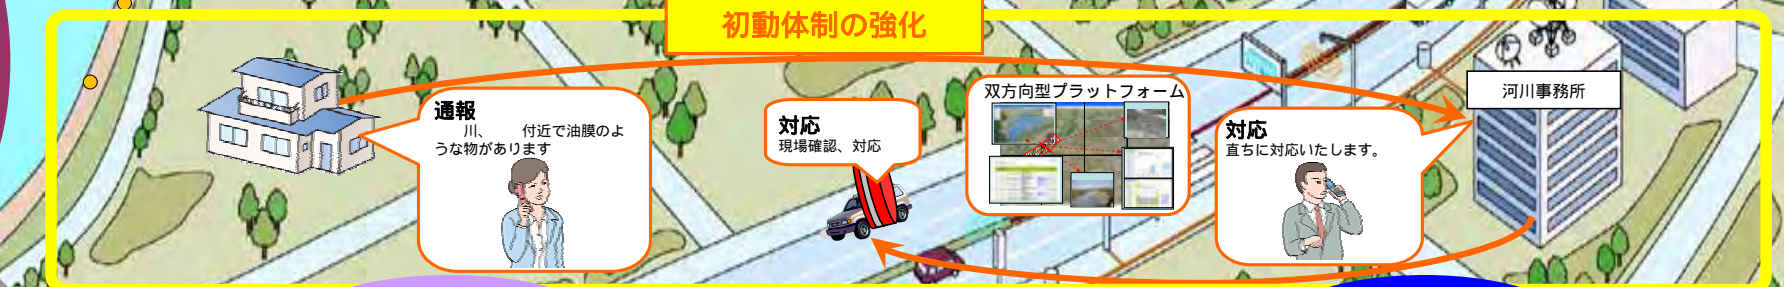 初動体制の強化
通報
川、 付近で油膜のよ
うな物があります
対応
現場確認、対応
双方向型プラットフォーム
対応
直ちに対応いたします。
河川事務所